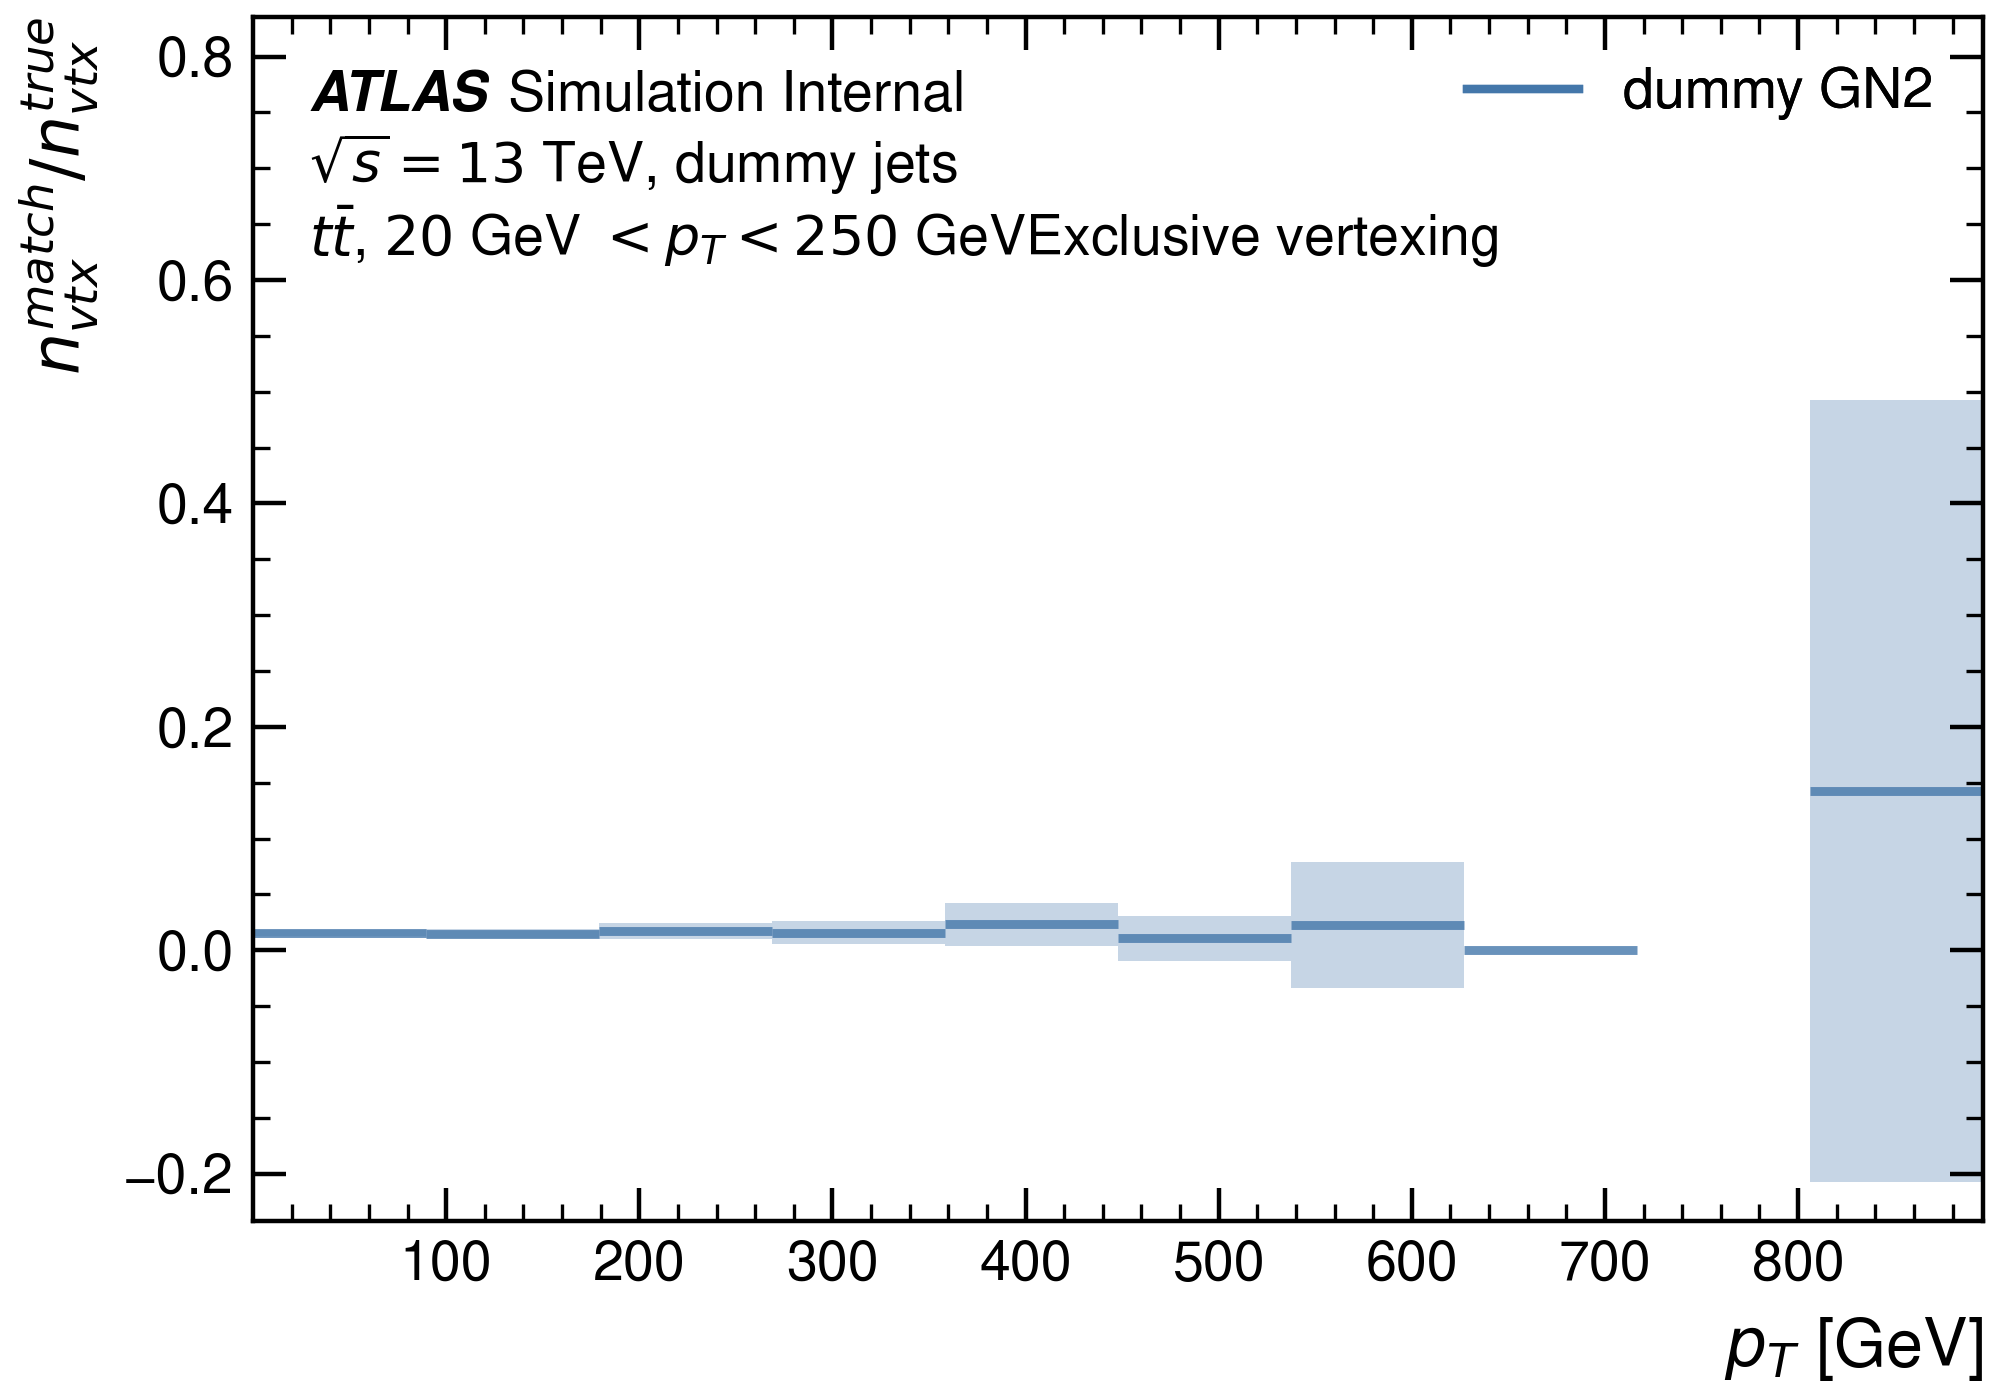 ATLAS Simulation Internal
√s = 13 TeV, dummy jets
tt̄, 20 GeV < p_T < 250 GeVExclusive vertexing
dummy GN2
n_vtx^match/n_vtx^true
0.8
0.6
0.4
0.2
0.0
−0.2
100 200 300 400 500 600 700 800
p_T [GeV]